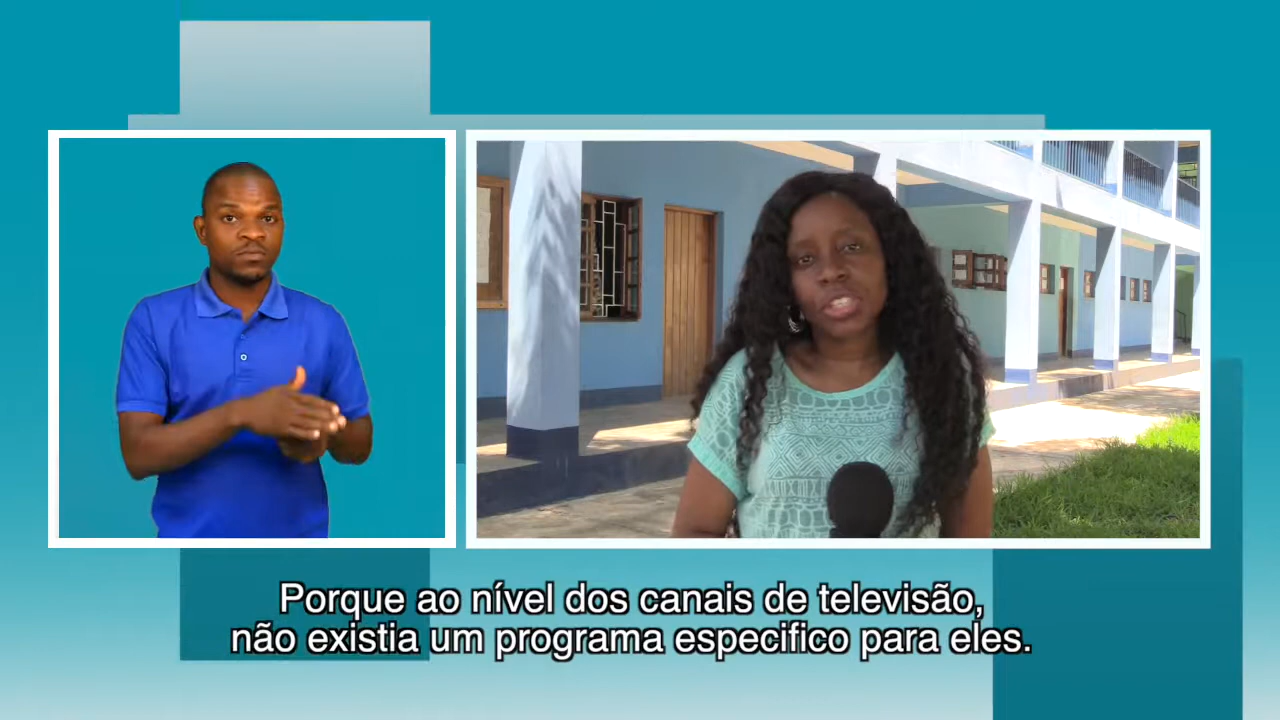 Porque ao nível dos canais de televisão,
não existia um programa especifico para eles.